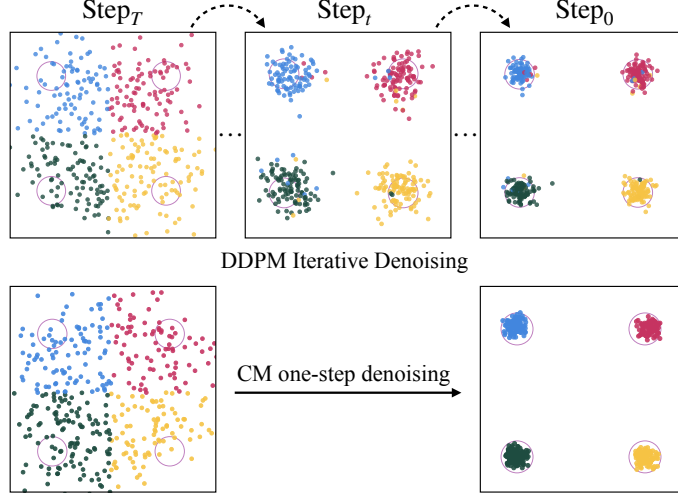 Step_T Step_t Step_0
... ...
DDPM Iterative Denoising
CM one-step denoising